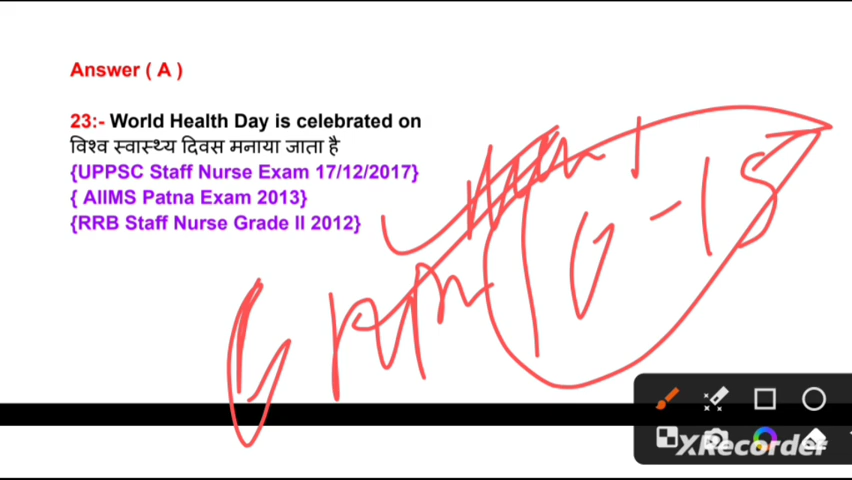 Answer ( A )
23:- World Health Day is celebrated on
विश्व स्वास्थ्य दिवस मनाया जाता है
{UPPSC Staff Nurse Exam 17/12/2017}
{ AIIMS Patna Exam 2013}
{RRB Staff Nurse Grade II 2012}
XRecorder